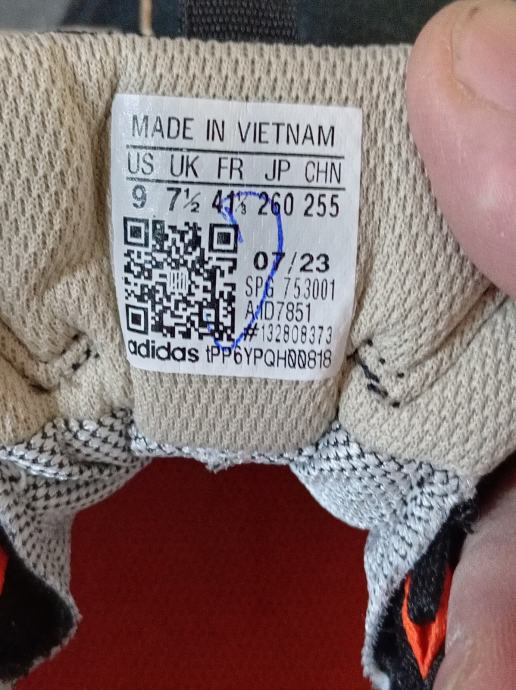 MADE IN VIETNAM
US UK FR JP CHN
9 7½ 41⅓ 260 255
07/23
SPG 753001
#132808373
adidas tPP6YPQH00818